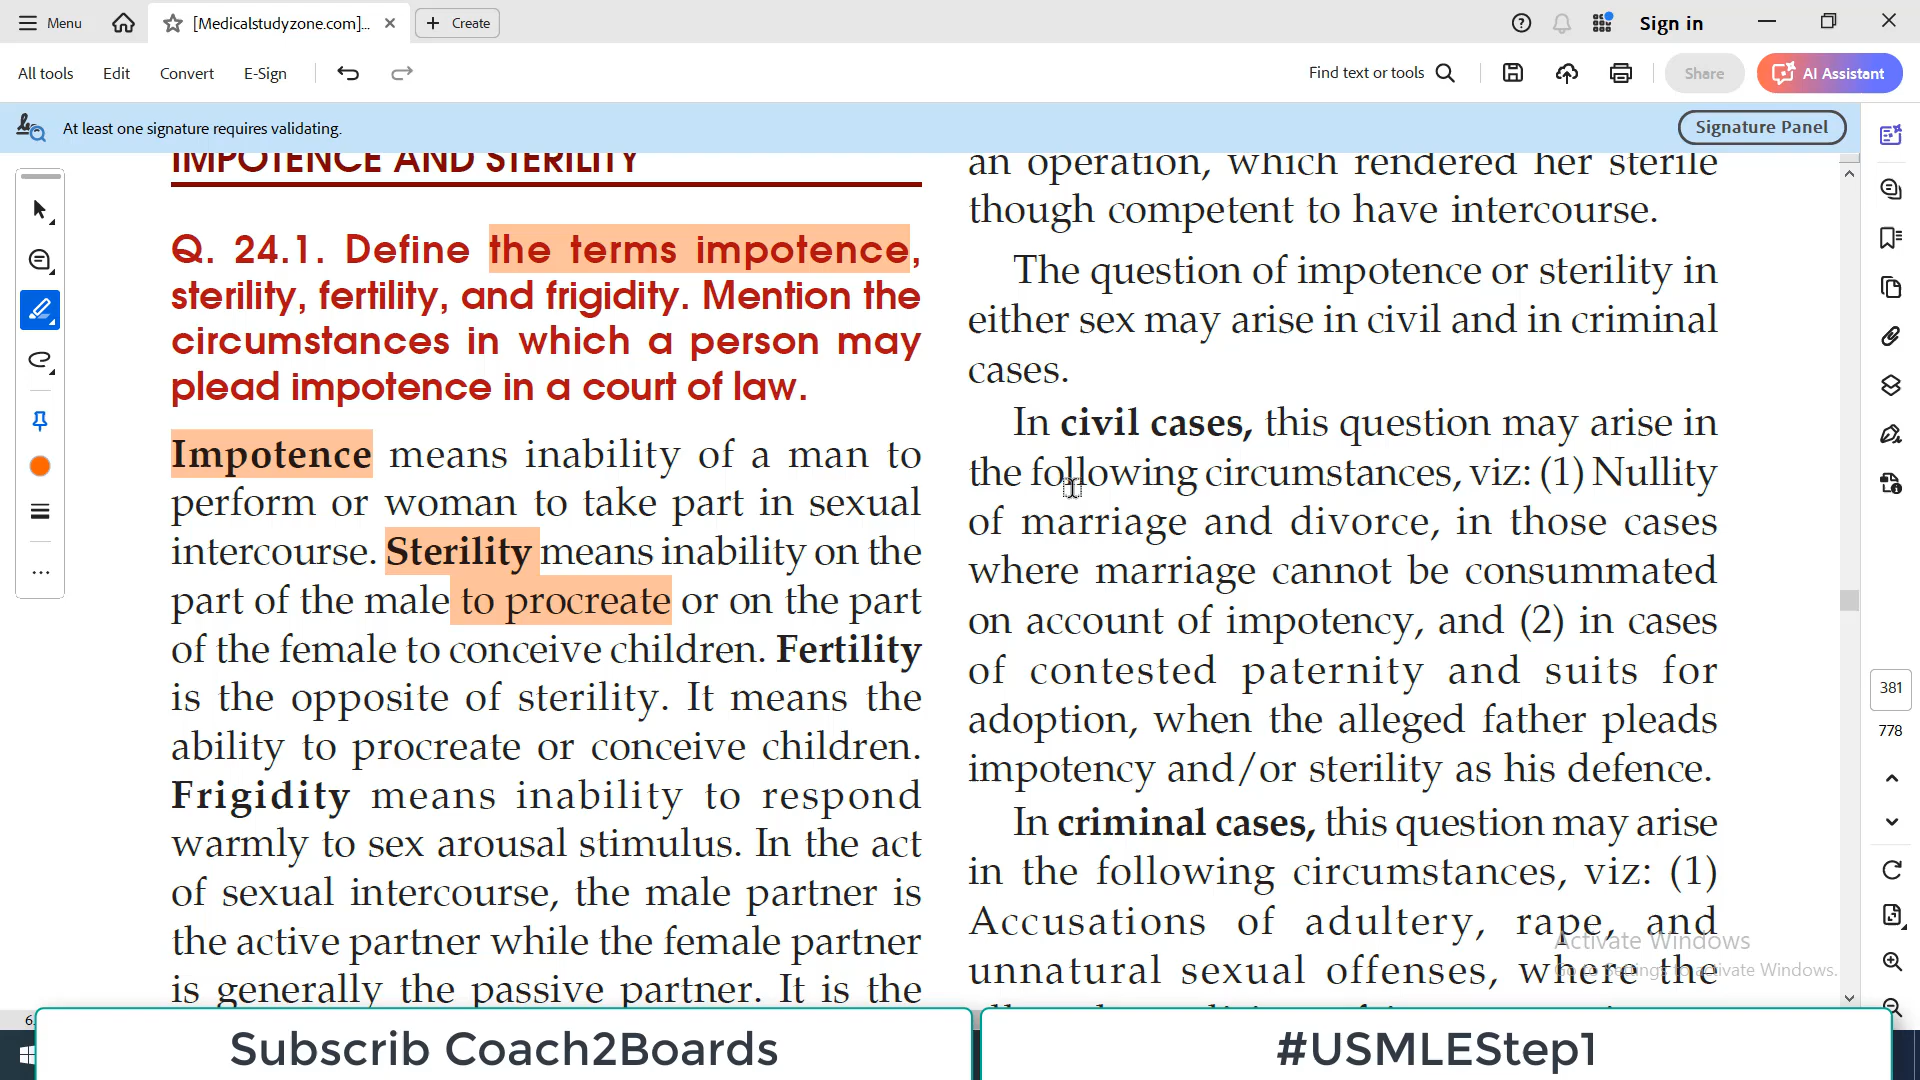 Menu
[Medicalstudyzone.com]...
Create
Sign in
All tools
Edit
Convert
E-Sign
Find text or tools
Share
AI Assistant
At least one signature requires validating.
Signature Panel
IMPOTENCE AND STERILITY
Q. 24.1. Define the terms impotence,
sterility, fertility, and frigidity. Mention the
circumstances in which a person may
plead impotence in a court of law.
Impotence means inability of a man to
perform or woman to take part in sexual
intercourse. Sterility means inability on the
part of the male to procreate or on the part
of the female to conceive children. Fertility
is the opposite of sterility. It means the
ability to procreate or conceive children.
Frigidity means inability to respond
warmly to sex arousal stimulus. In the act
of sexual intercourse, the male partner is
the active partner while the female partner
is generally the passive partner. It is the
an operation, which rendered her sterile
though competent to have intercourse.
The question of impotence or sterility in
either sex may arise in civil and in criminal
cases.
In civil cases, this question may arise in
the following circumstances, viz: (1) Nullity
of marriage and divorce, in those cases
where marriage cannot be consummated
on account of impotency, and (2) in cases
of contested paternity and suits for
adoption, when the alleged father pleads
impotency and/or sterility as his defence.
In criminal cases, this question may arise
in the following circumstances, viz: (1)
Accusations of adultery, rape, and
unnatural sexual offenses, where the
381
778
Activate Windows
Go to Settings to activate Windows.
Subscrib Coach2Boards
#USMLEStep1